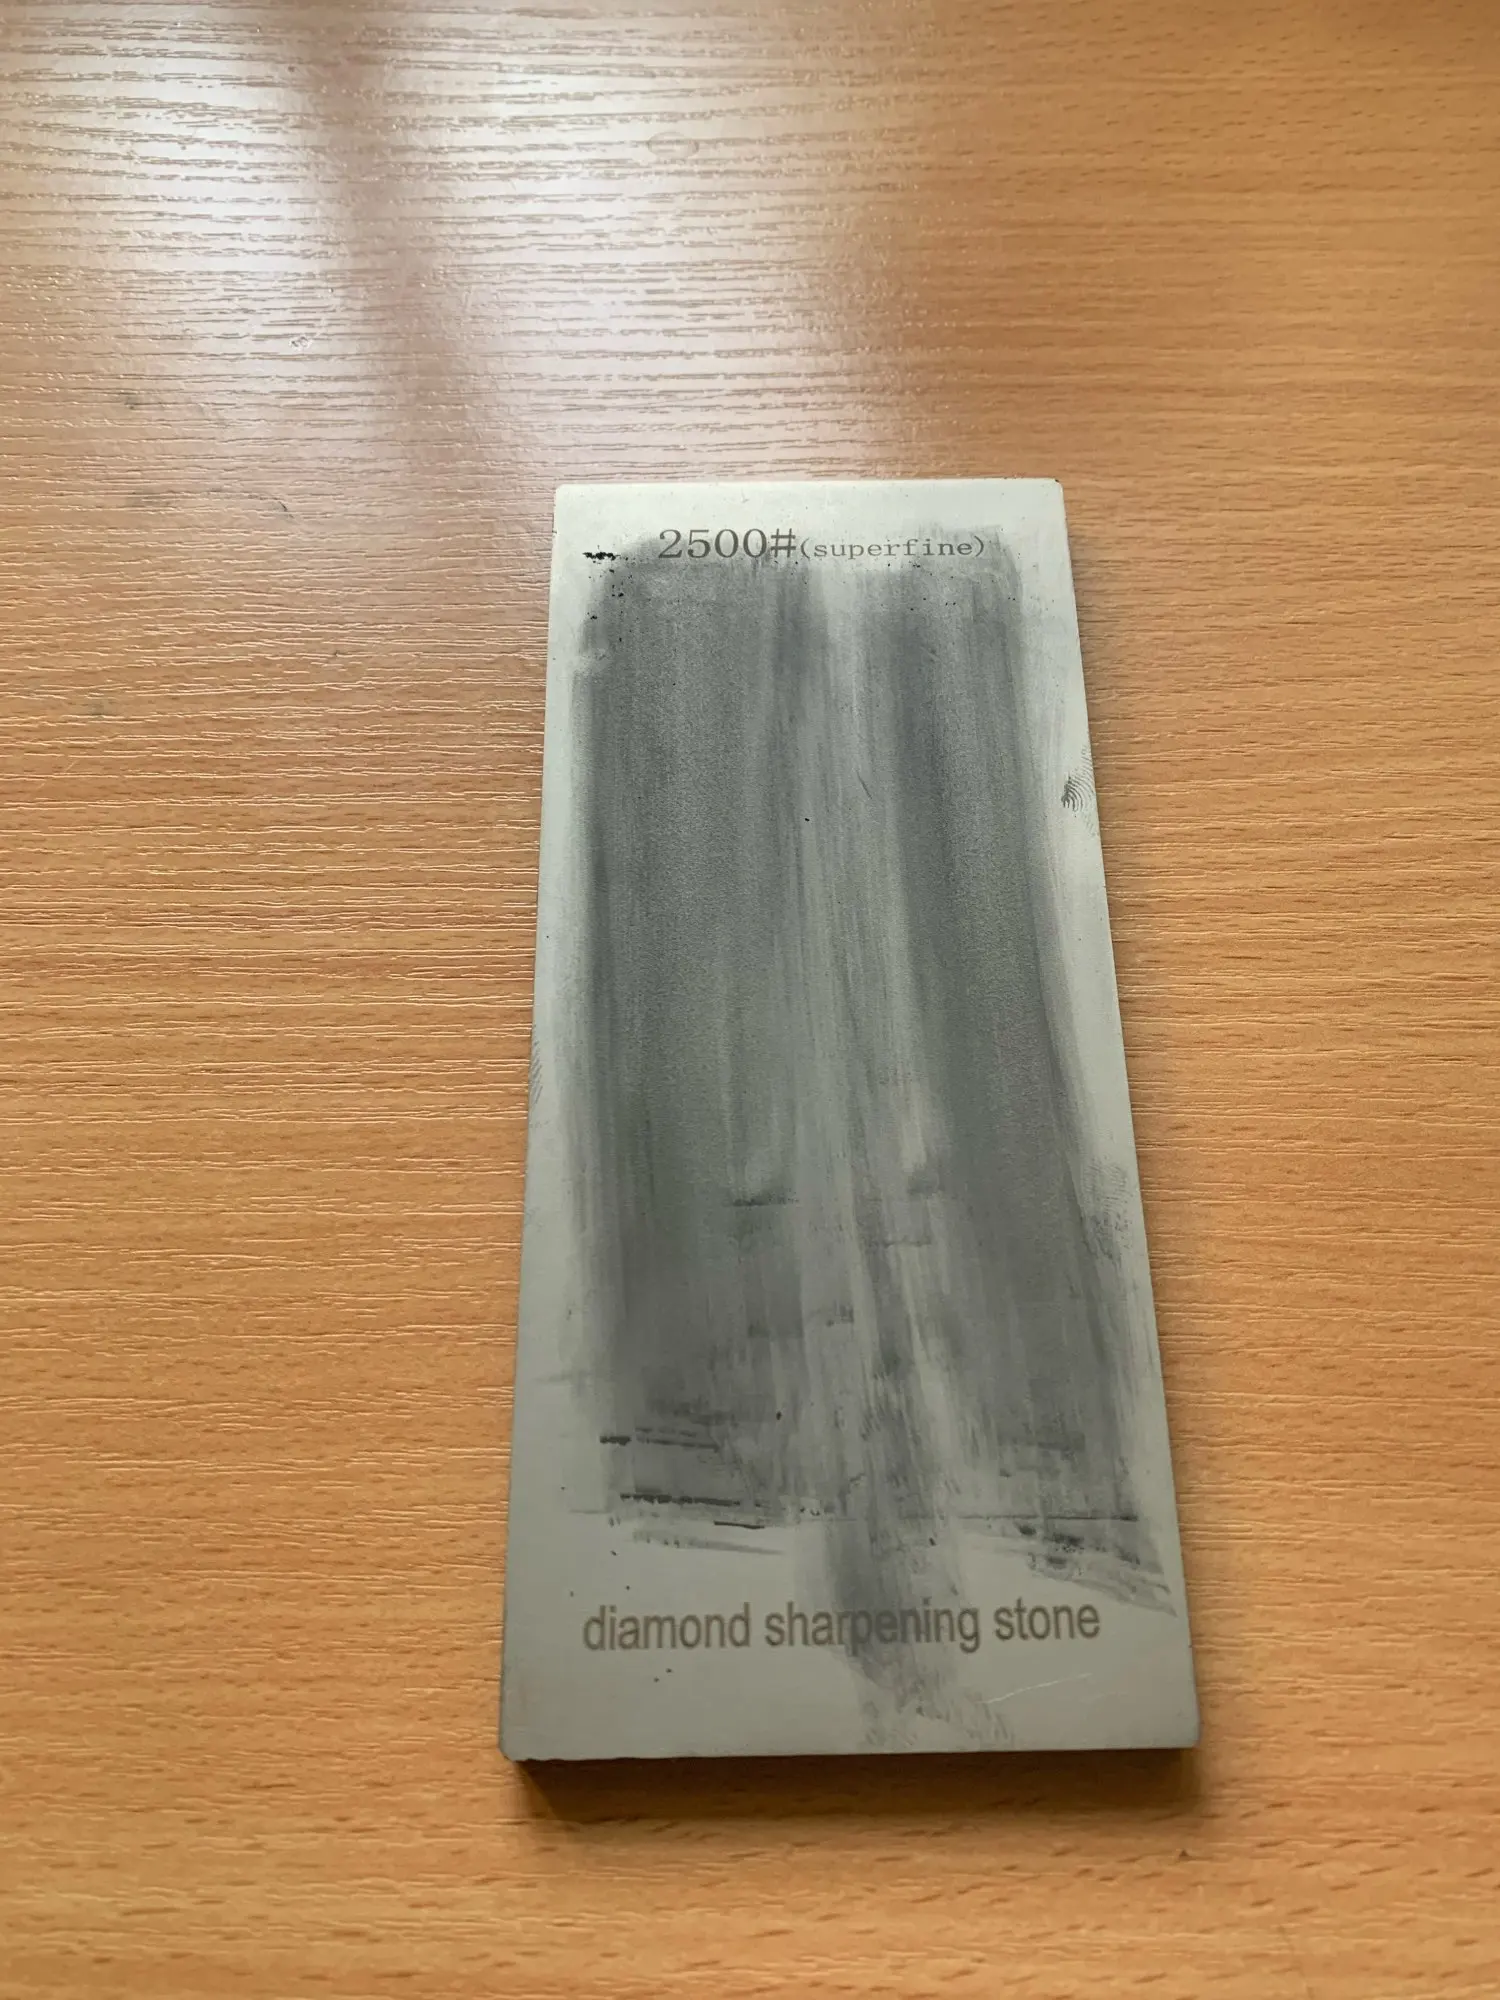 2500#(superfine)
diamond sharpening stone